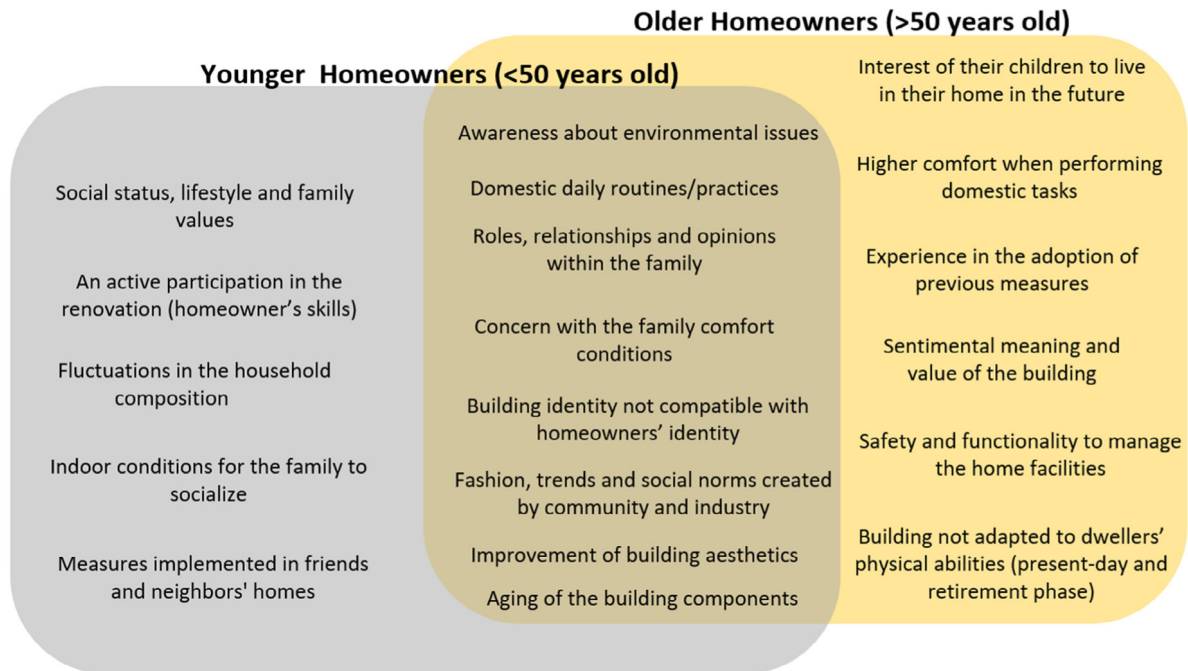 Older Homeowners (>50 years old)
Younger  Homeowners (<50 years old)
Social status, lifestyle and family
values
An active participation in the
renovation (homeowner’s skills)
Fluctuations in the household
composition
Indoor conditions for the family to
socialize
Measures implemented in friends
and neighbors' homes
Awareness about environmental issues
Domestic daily routines/practices
Roles, relationships and opinions
within the family
Concern with the family comfort
conditions
Building identity not compatible with
homeowners’ identity
Fashion, trends and social norms created
by community and industry
Improvement of building aesthetics
Aging of the building components
Interest of their children to live
in their home in the future
Higher comfort when performing
domestic tasks
Experience in the adoption of
previous measures
Sentimental meaning and
value of the building
Safety and functionality to manage
the home facilities
Building not adapted to dwellers’
physical abilities (present-day and
retirement phase)